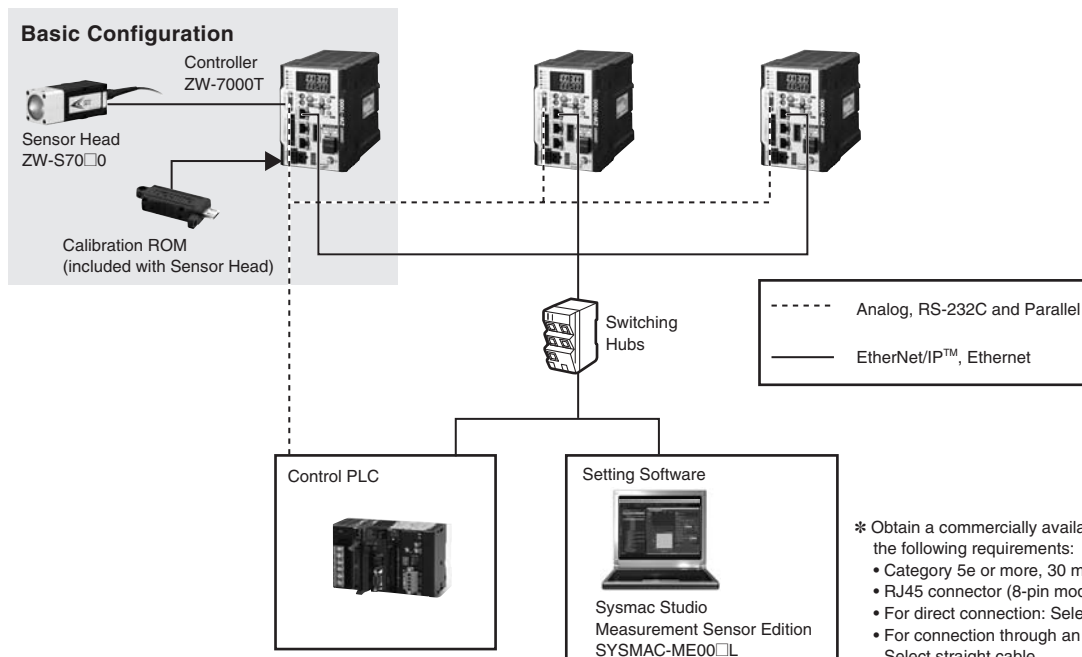 Basic Configuration
Controller
ZW-7000T
Sensor Head
ZW-S70□0
Calibration ROM
(included with Sensor Head)
Switching
Hubs
Analog, RS-232C and Parallel
EtherNet/IP™, Ethernet
Control PLC
Setting Software
Sysmac Studio
Measurement Sensor Edition
SYSMAC-ME00□L
✻ Obtain a commercially
the following requirements:
• Category 5e or more, 30
• RJ45 connector (8-pin
• For direct connection:
• For connection through an
Select straight cable